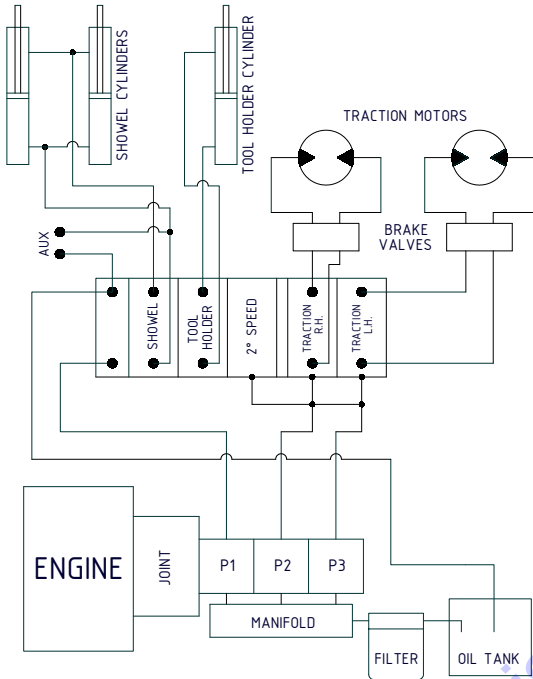 SHOWEL CYLINDERS
TOOL HOLDER CYLINDER
TRACTION MOTORS
BRAKE
VALVES
AUX
SHOWEL
TOOL
HOLDER
2° SPEED
TRACTION
R.H.
TRACTION
L.H.
ENGINE
JOINT
P1
P2
P3
MANIFOLD
FILTER
OIL TANK